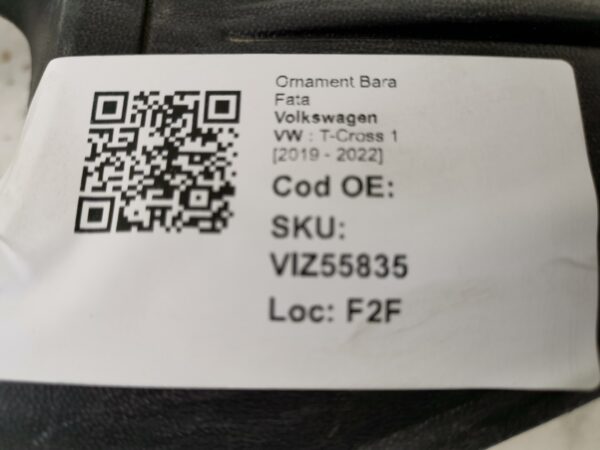 Ornament Bara
Fata
Volkswagen
VW : T-Cross 1
[2019 - 2022]
Cod OE:
SKU:
VIZ55835
Loc: F2F